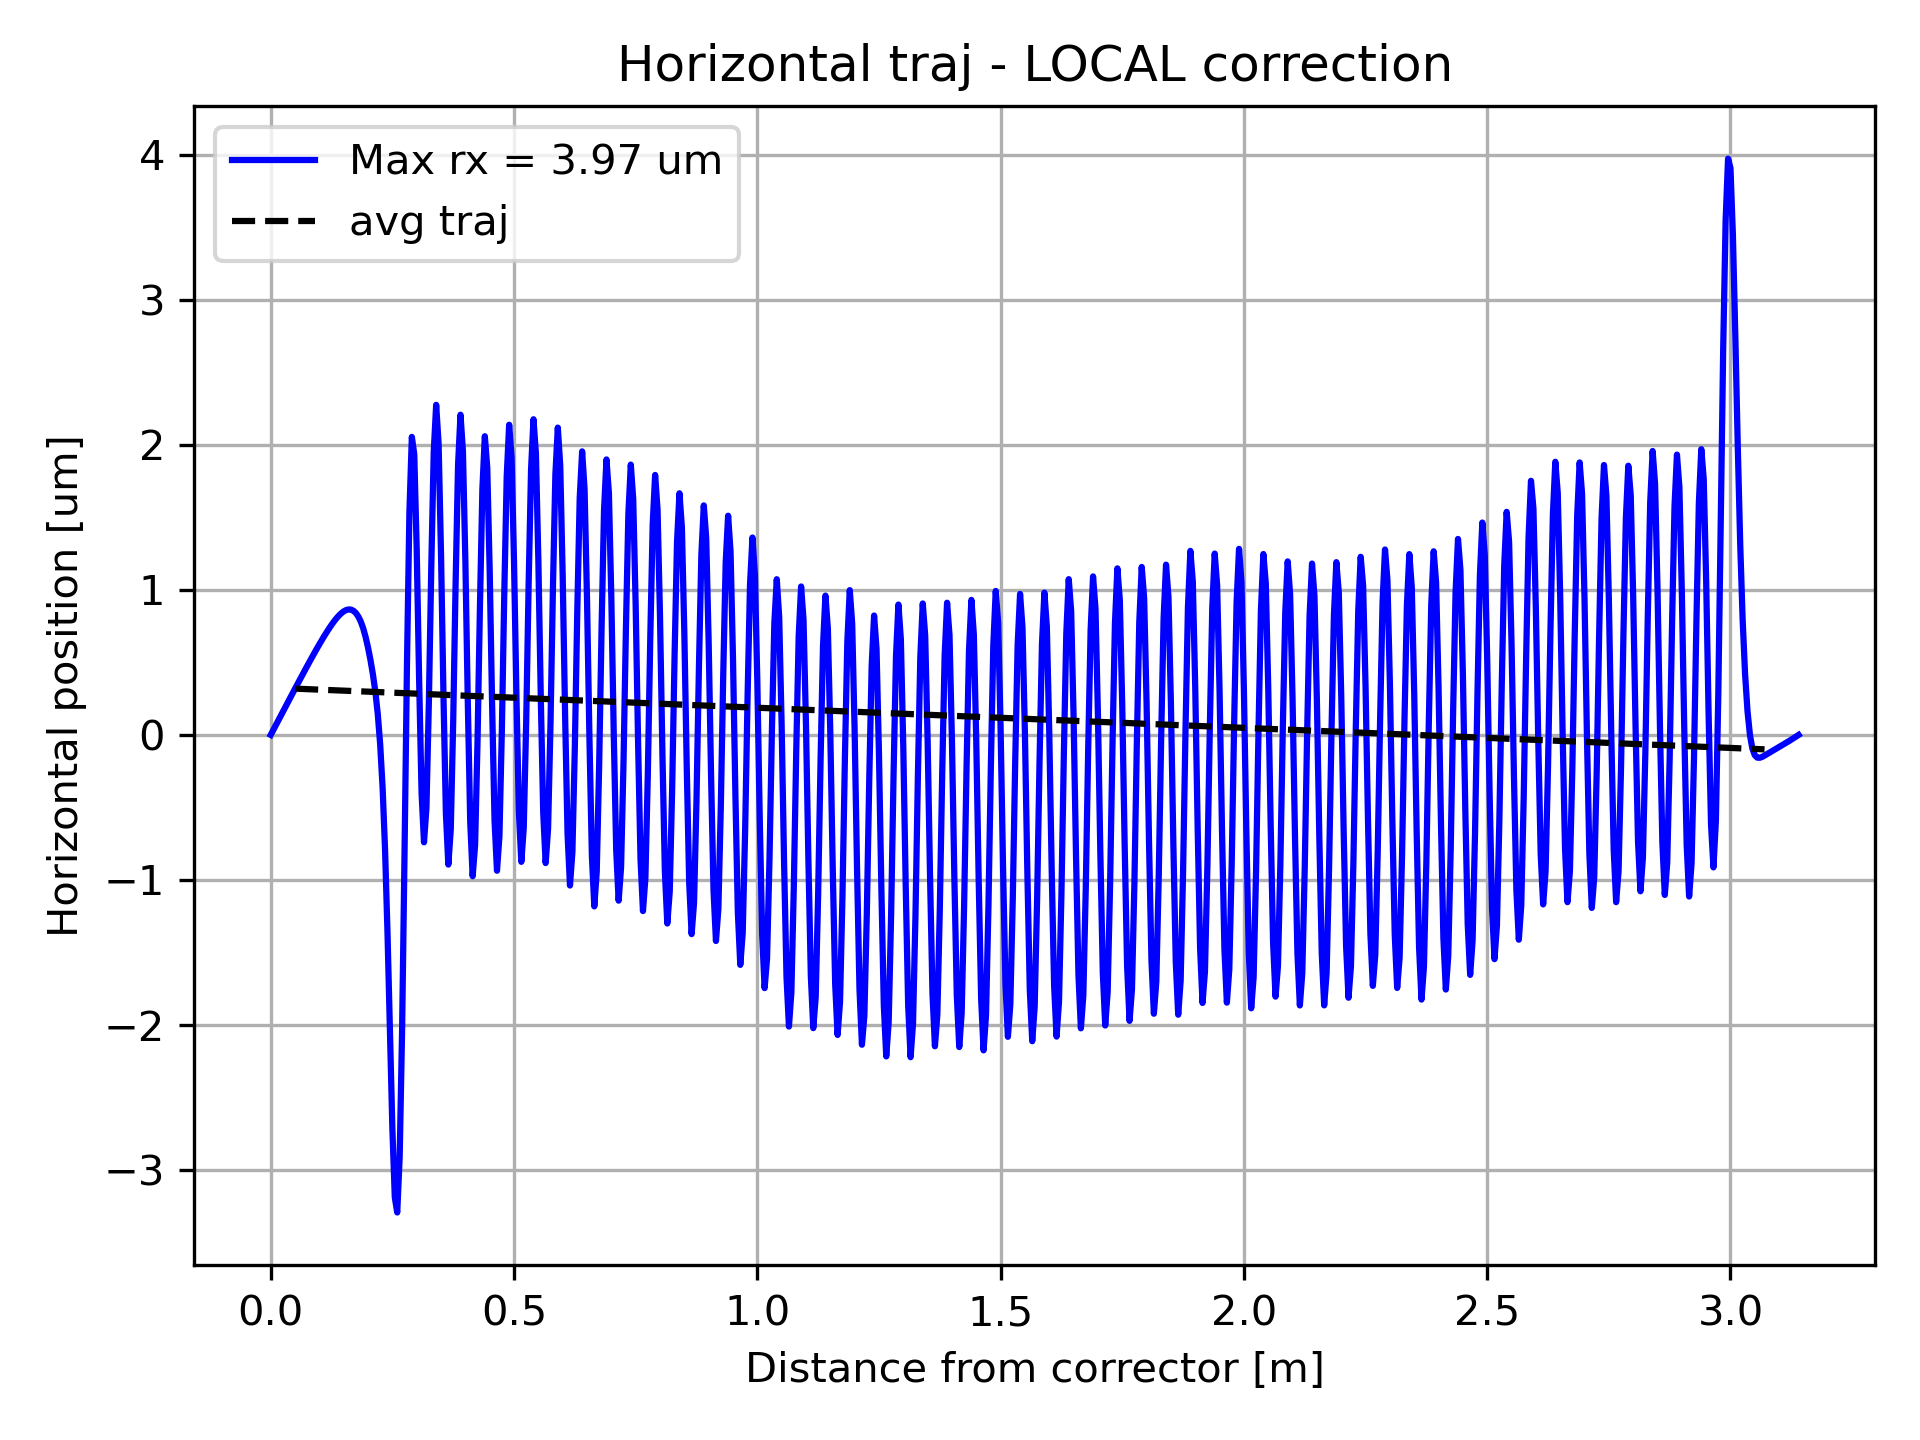 Horizontal traj - LOCAL correction
Max rx = 3.97 um
avg traj
Horizontal position [um]
4
3
2
1
0
−1
−2
−3
0.0 0.5 1.0 1.5 2.0 2.5 3.0
Distance from corrector [m]